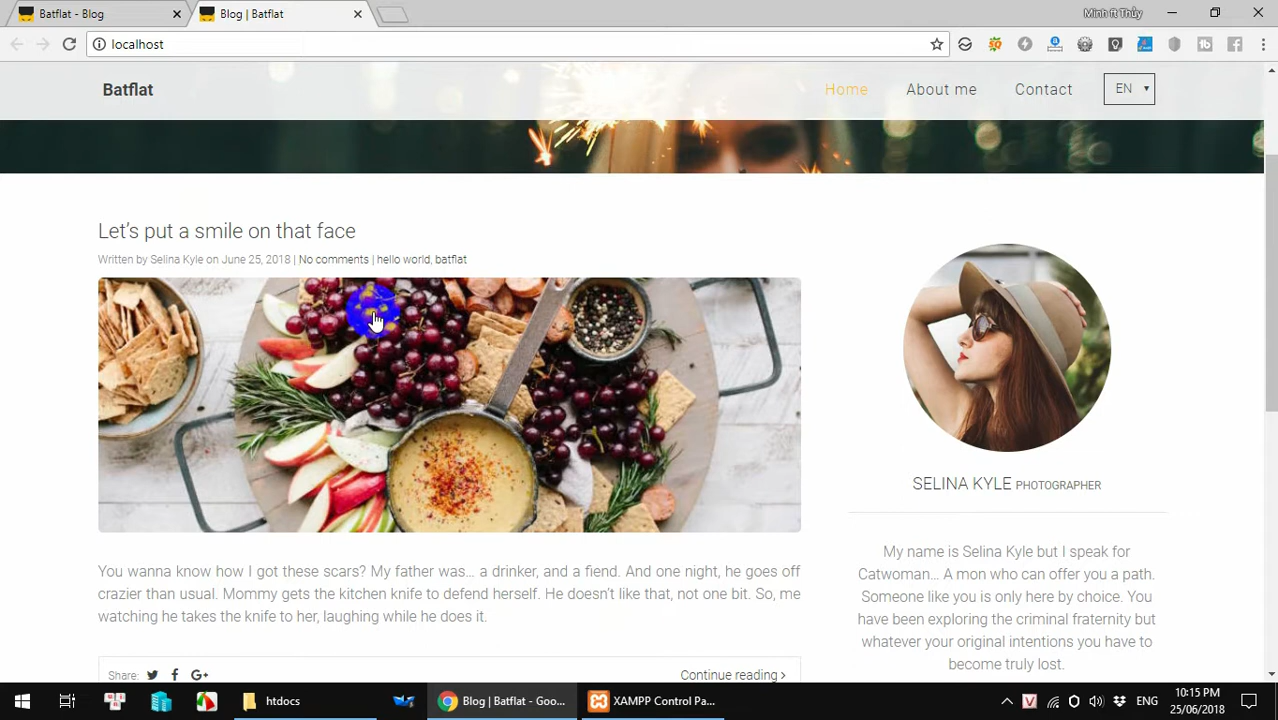 Batflat - Blog
Blog | Batflat
Minh ft Thủy
localhost
Batflat
Home
About me
Contact
EN
Let's put a smile on that face
Written by Selina Kyle on June 25, 2018 | No comments | hello world, batflat
You wanna know how I got these scars? My father was… a drinker, and a fiend. And one night, he goes off
crazier than usual. Mommy gets the kitchen knife to defend herself. He doesn't like that, not one bit. So, me
watching he takes the knife to her, laughing while he does it.
Share:
Continue reading
SELINA KYLE PHOTOGRAPHER
My name is Selina Kyle but I speak for
Catwoman… A mon who can offer you a path.
Someone like you is only here by choice. You
have been exploring the criminal fraternity but
whatever your original intentions you have to
become truly lost.
htdocs
Blog | Batflat - Goo...
XAMPP Control Pa...
ENG
10:15 PM
25/06/2018